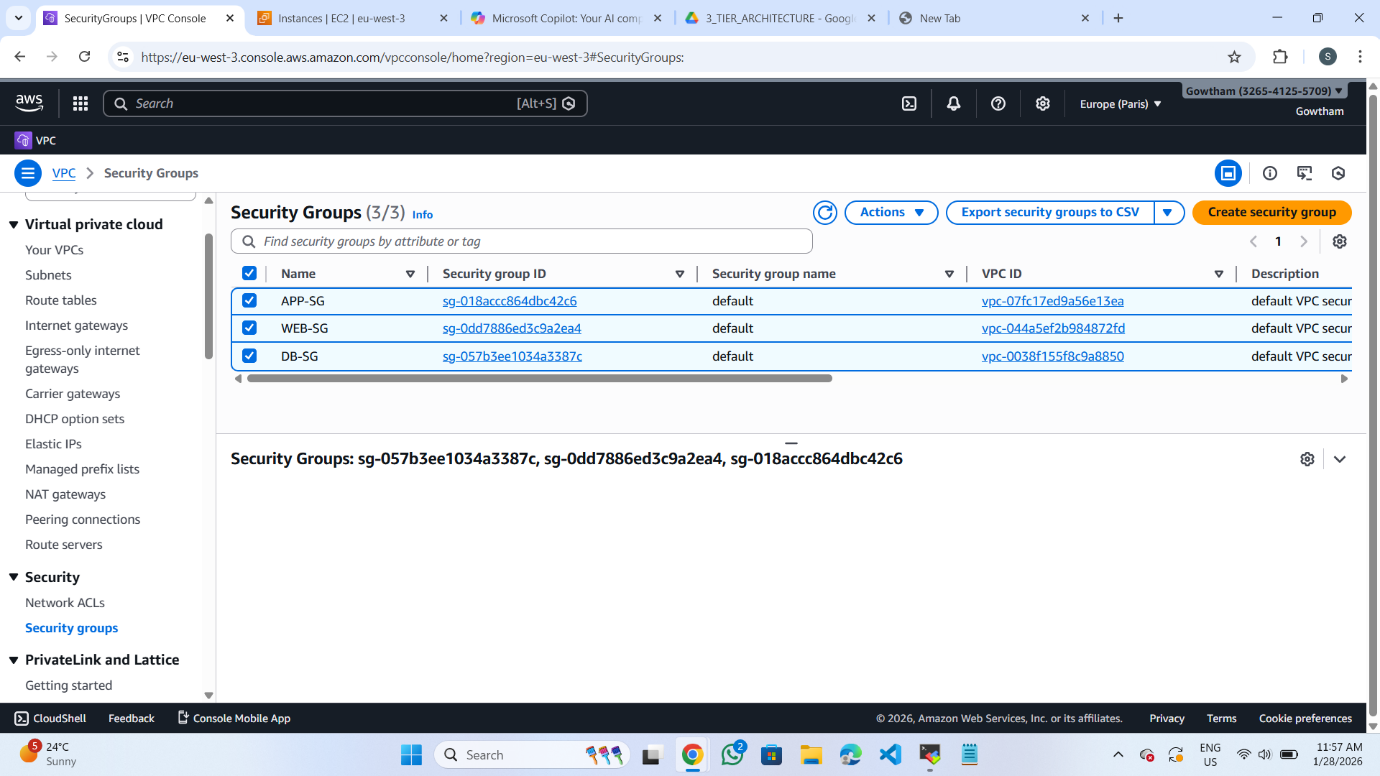 SecurityGroups | VPC Console
Instances | EC2 | eu-west-3
Microsoft Copilot: Your AI comp
3_TIER_ARCHITECTURE - Google
New Tab
https://eu-west-3.console.aws.amazon.com/vpcconsole/home?region=eu-west-3#SecurityGroups:
S
aws
Search
[Alt+S]
Europe (Paris)
Gowtham (3265-4125-5709)
Gowtham
VPC
VPC
Security Groups
Virtual private cloud
Your VPCs
Subnets
Route tables
Internet gateways
Egress-only internet
gateways
Carrier gateways
DHCP option sets
Elastic IPs
Managed prefix lists
NAT gateways
Peering connections
Route servers
Security
Network ACLs
Security groups
PrivateLink and Lattice
Getting started
Security Groups (3/3) Info
Actions
Export security groups to CSV
Create security group
Find security groups by attribute or tag
1
Name Security group ID Security group name VPC ID Description
APP-SG sg-018accc864dbc42c6 default vpc-07fc17ed9a56e13ea default VPC secur
WEB-SG sg-0dd7886ed3c9a2ea4 default vpc-044a5ef2b984872fd default VPC secur
DB-SG sg-057b3ee1034a3387c default vpc-0038f155f8c9a8850 default VPC secur
Security Groups: sg-057b3ee1034a3387c, sg-0dd7886ed3c9a2ea4, sg-018accc864dbc42c6
CloudShell Feedback Console Mobile App
© 2026, Amazon Web Services, Inc. or its affiliates. Privacy Terms Cookie preferences
5
24°C
Sunny
Search
2
ENG
US
11:57 AM
1/28/2026